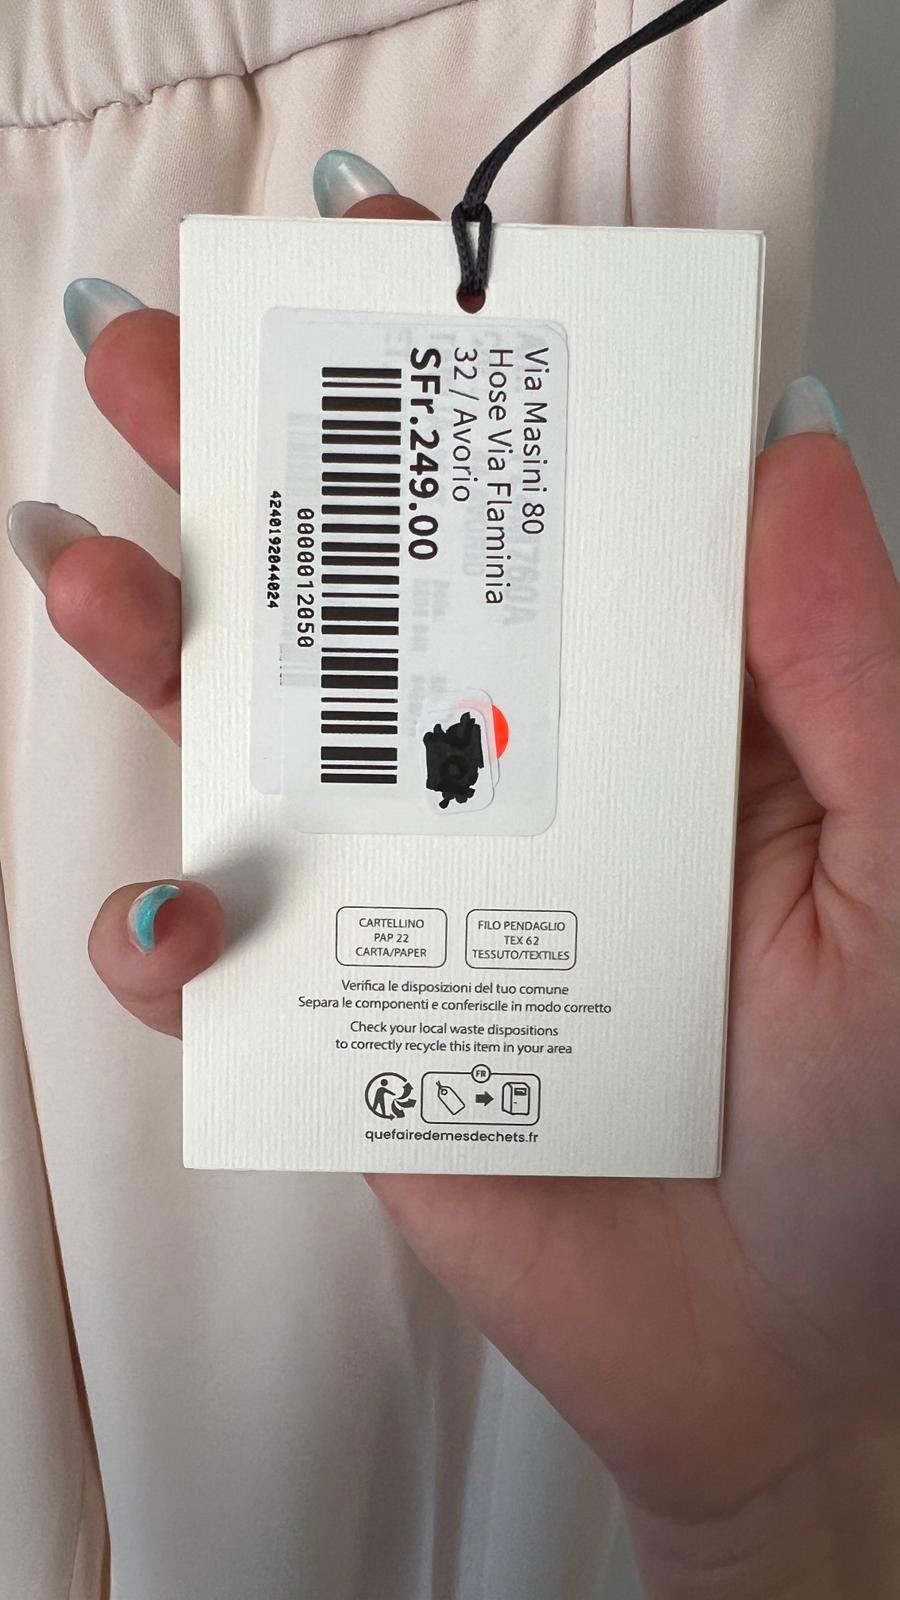 Via Masini 80
Hose Via Flaminia
32 / Avorio
SFr.249.00
0000012050
4240192044024
CARTELLINO
PAP 22
CARTA/PAPER
FILO PENDAGLIO
TEX 62
TESSUTO/TEXTILES
Verifica le disposizioni del tuo comune
Separa le componenti e conferiscile in modo corretto
Check your local waste dispositions
to correctly recycle this item in your area
FR
quefairedemesdechets.fr